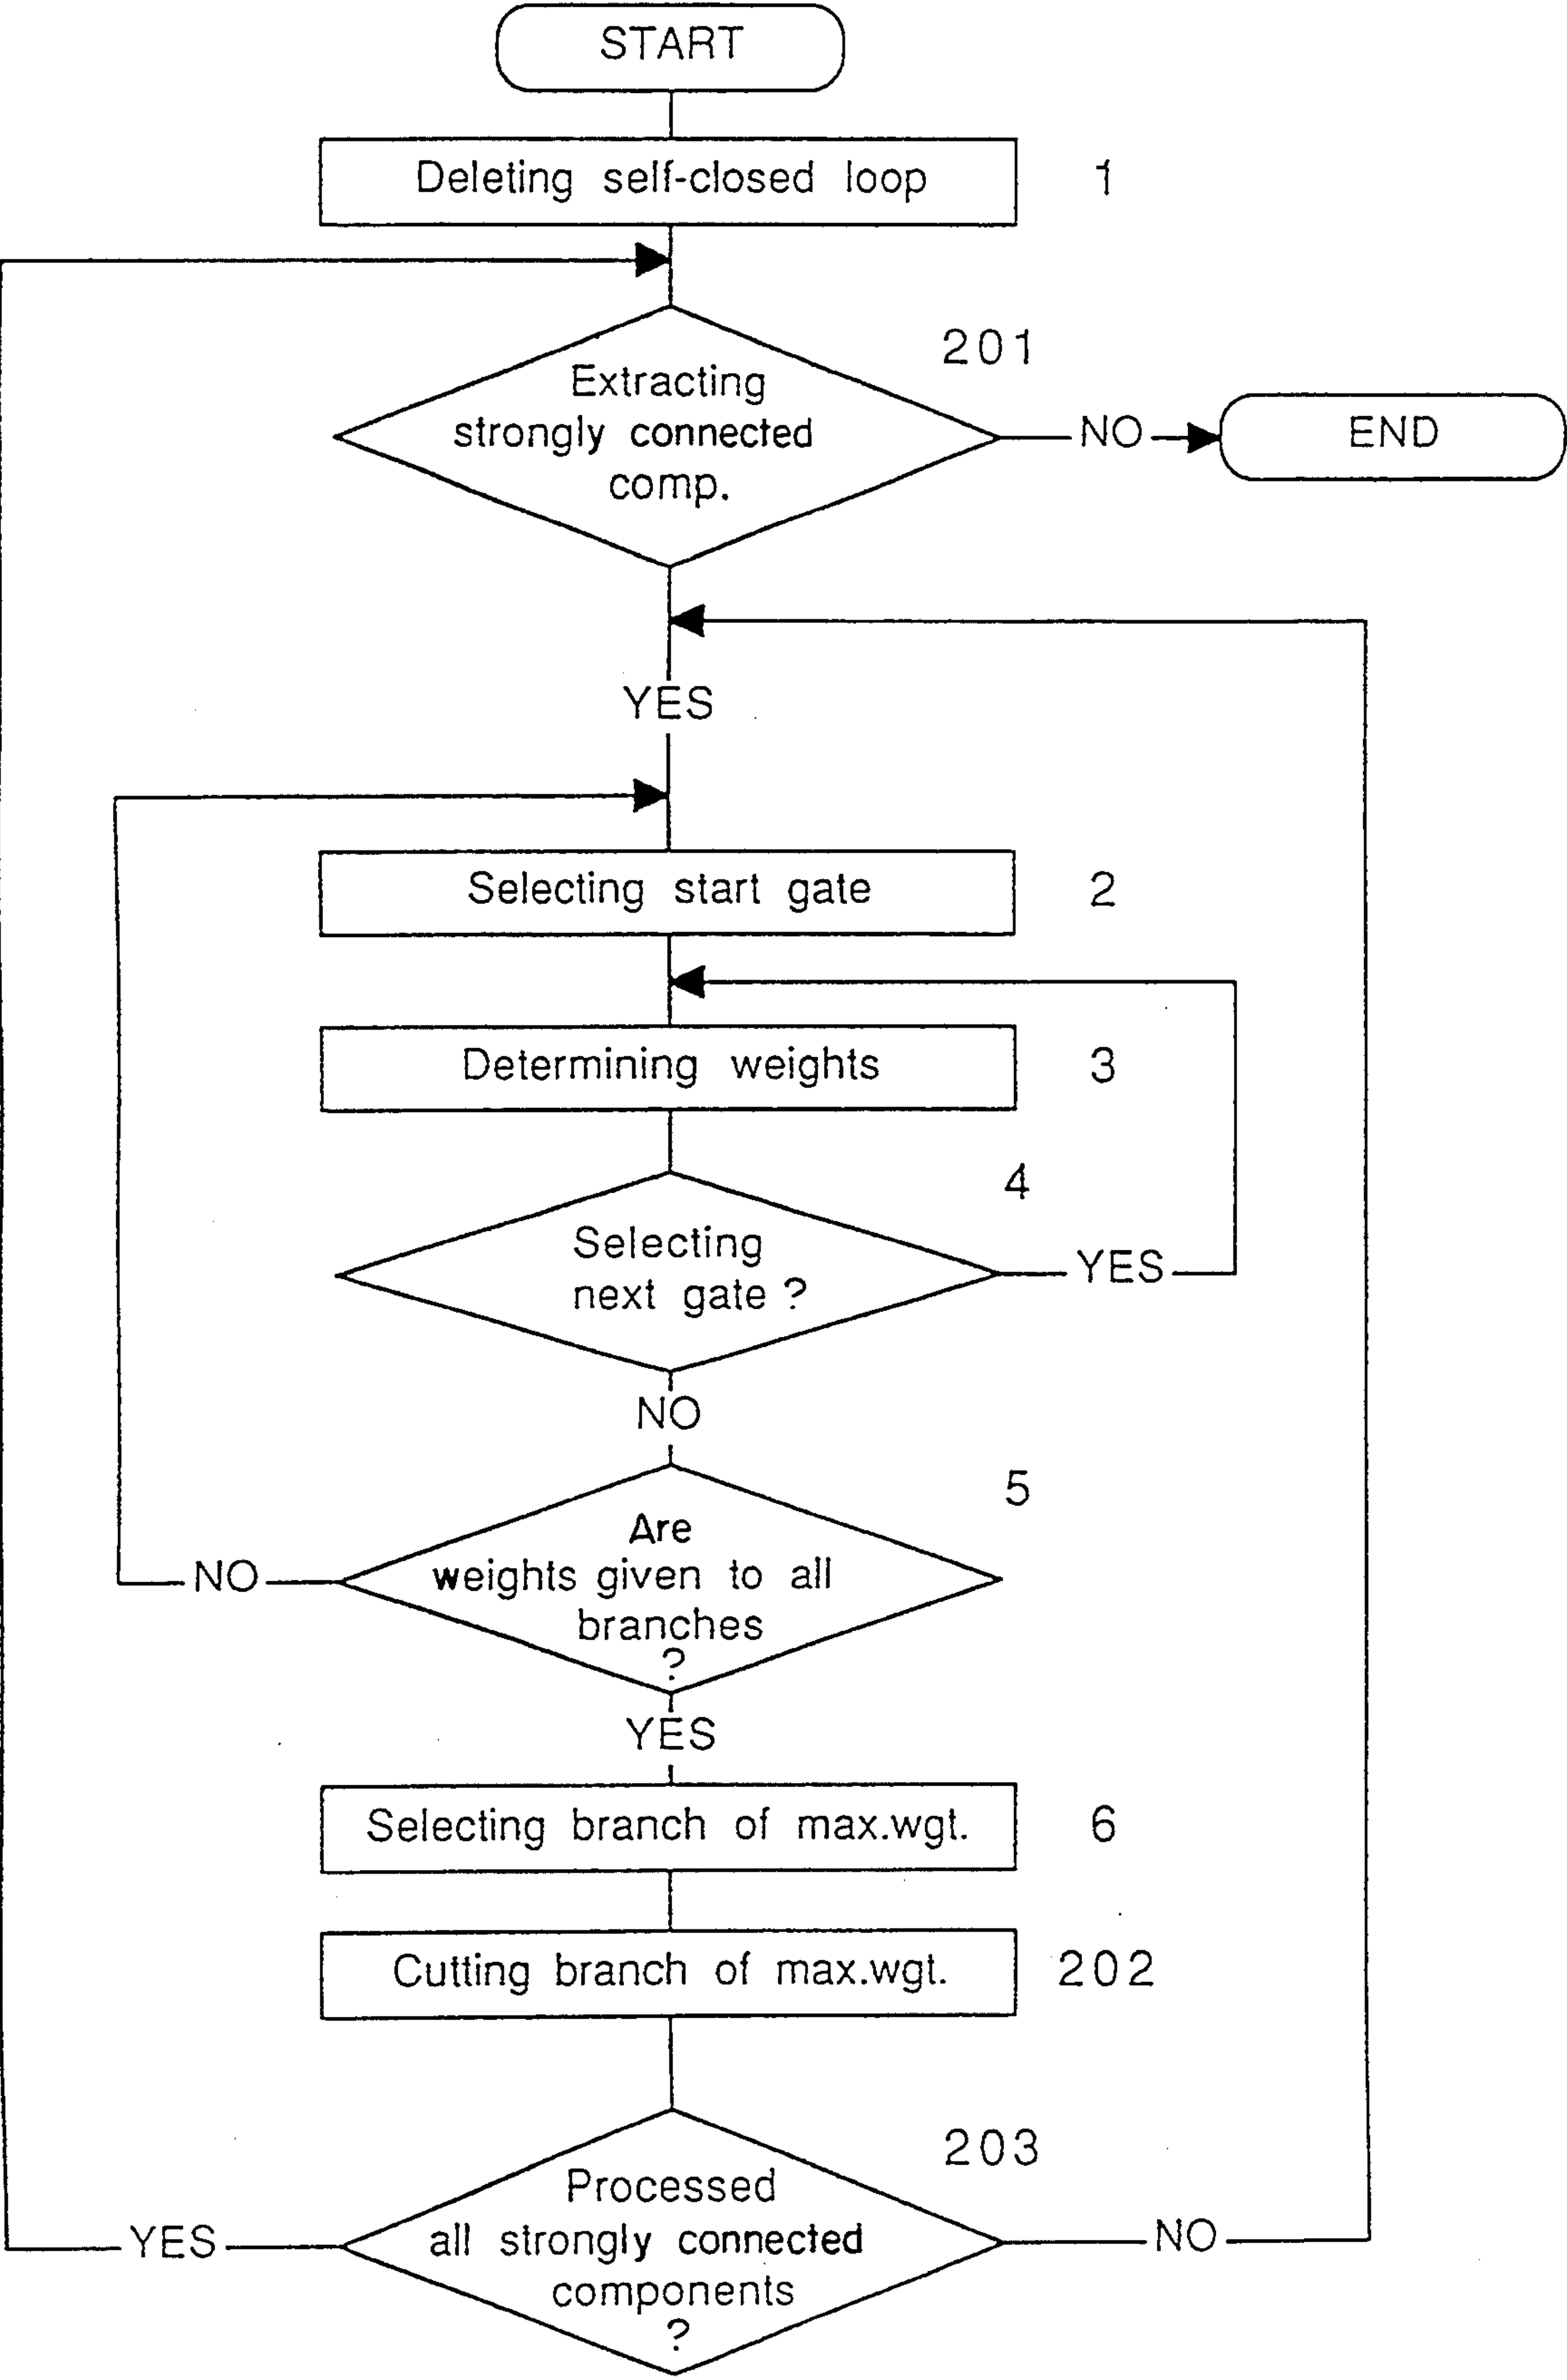 START
Deleting self-closed loop
1
201
Extracting
strongly connected
comp.
NO
END
YES
Selecting start gate
2
Determining weights
3
4
Selecting
next gate ?
YES
NO
5
Are
weights given to all
branches
?
NO
YES
Selecting branch of max.wgt.
6
Cutting branch of max.wgt.
202
203
Processed
all strongly connected
components
?
YES
NO